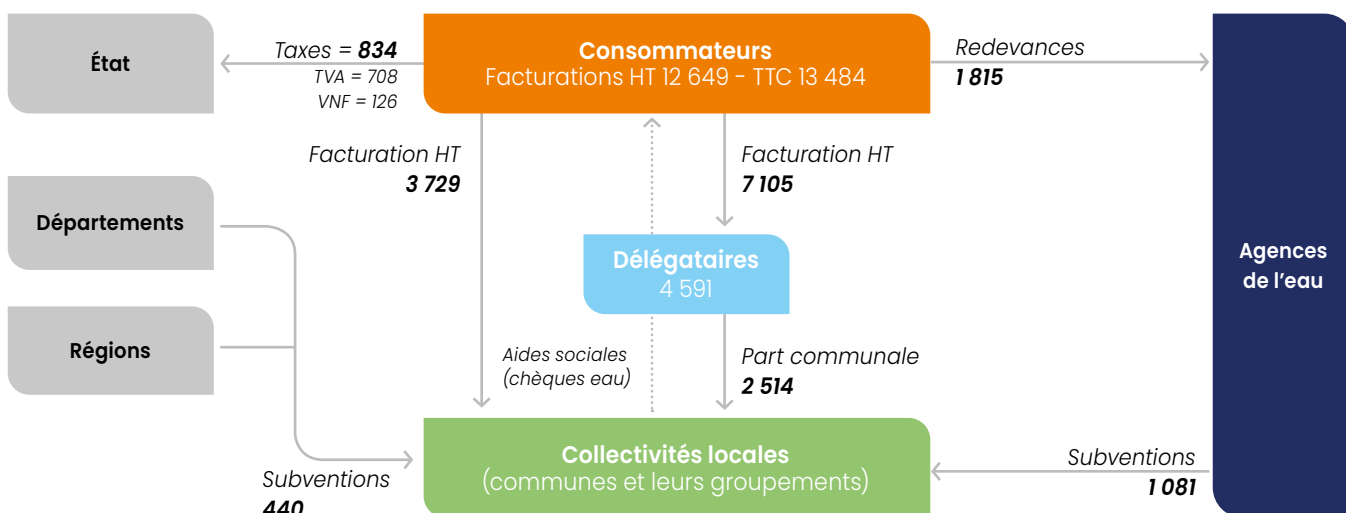 État
Taxes = 834
TVA = 708
VNF = 126
Consommateurs
Facturations HT 12 649 - TTC 13 484
Redevances
1 815
Facturation HT
3 729
Facturation HT
7 105
Départements
Délégataires
4 591
Agences
de l'eau
Régions
Aides sociales
(chèques eau)
Part communale
2 514
Collectivités locales
(communes et leurs groupements)
Subventions
440
Subventions
1 081